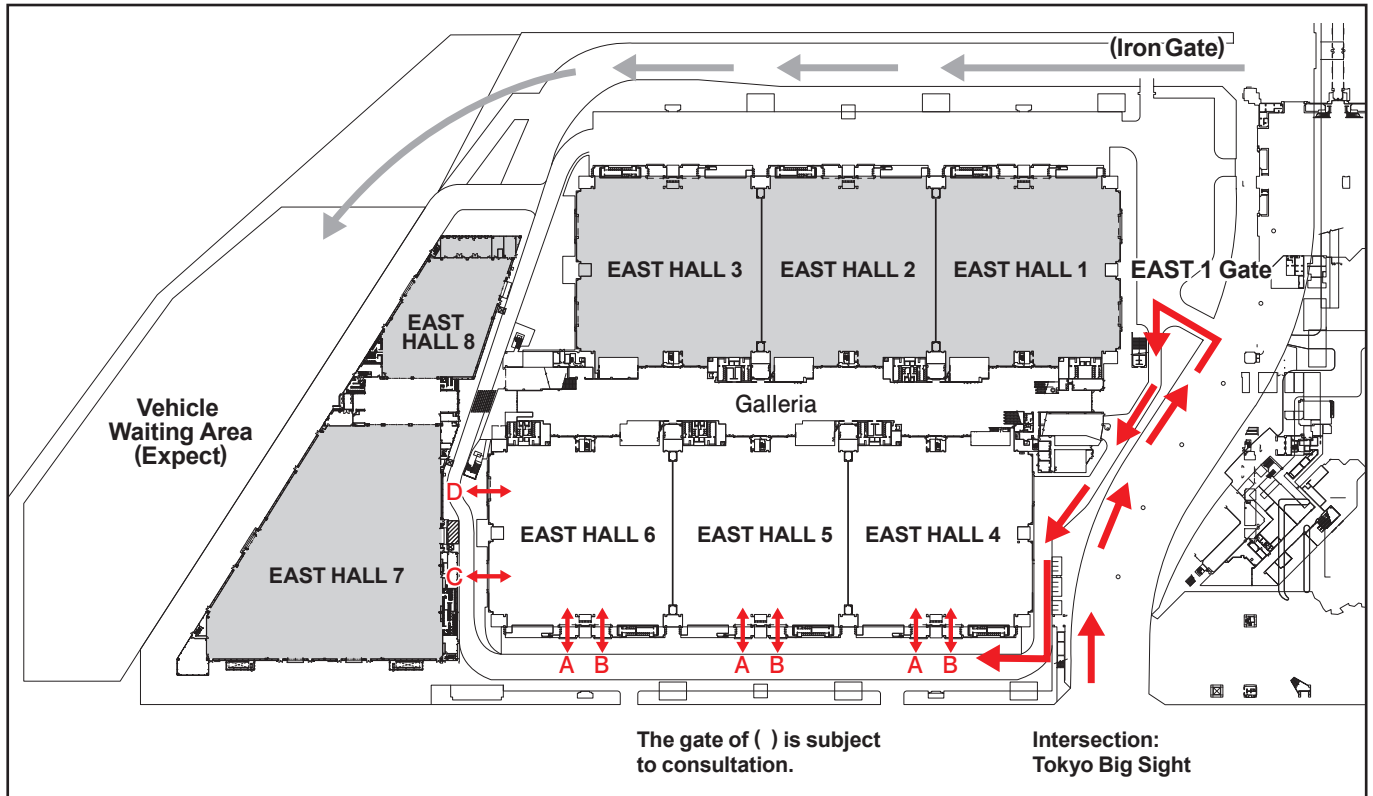 (Iron Gate)
EAST HALL 3
EAST HALL 2
EAST HALL 1
EAST 1 Gate
EAST
HALL 8
Galleria
Vehicle
Waiting Area
(Expect)
D
EAST HALL 6
EAST HALL 5
EAST HALL 4
EAST HALL 7
C
A
B
A
B
A
B
The gate of ( ) is subject
to consultation.
Intersection:
Tokyo Big Sight